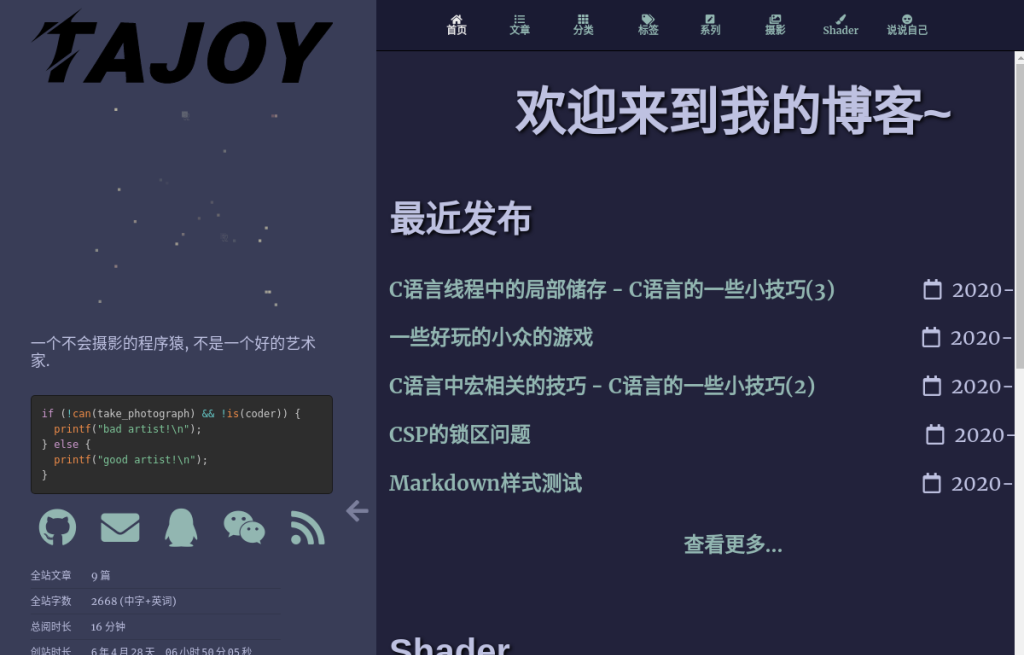 TAJOY
首页
文章
分类
标签
系列
摄影
Shader
说说自己
一个不会摄影的程序猿, 不是一个好的艺术
家.
if (!can(take_photograph) && !is(coder)) {
printf("bad artist!\n");
} else {
printf("good artist!\n");
}
全站文章 9 篇
全站字数 2668 (中字+英词)
总阅时长 16 分钟
创站时长 6 年 4 月 28 天 06 小时 50 分 05 秒
欢迎来到我的博客~
最近发布
C语言线程中的局部储存 - C语言的一些小技巧(3) 2020-
一些好玩的小众的游戏 2020-
C语言中宏相关的技巧 - C语言的一些小技巧(2) 2020-
CSP的锁区问题 2020-
Markdown样式测试 2020-
查看更多...
Shader